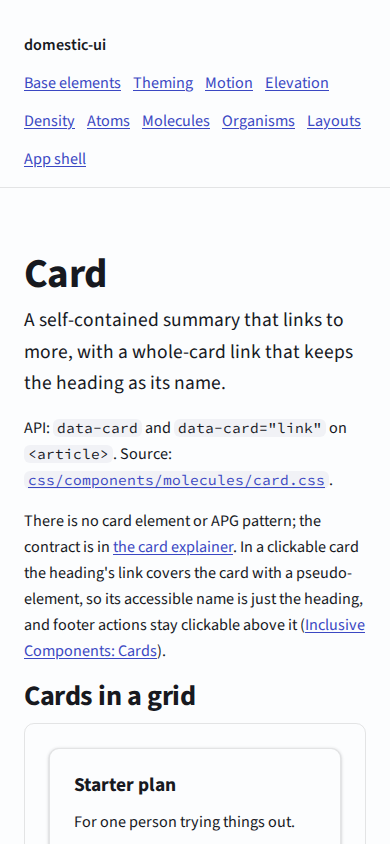 domestic-ui
Base elements Theming Motion Elevation
Density Atoms Molecules Organisms Layouts
App shell
Card
A self-contained summary that links to
more, with a whole-card link that keeps
the heading as its name.
API: data-card and data-card="link" on
<article>. Source:
css/components/molecules/card.css.
There is no card element or APG pattern; the
contract is in the card explainer. In a clickable card
the heading's link covers the card with a pseudo-
element, so its accessible name is just the heading,
and footer actions stay clickable above it (Inclusive
Components: Cards).
Cards in a grid
Starter plan
For one person trying things out.